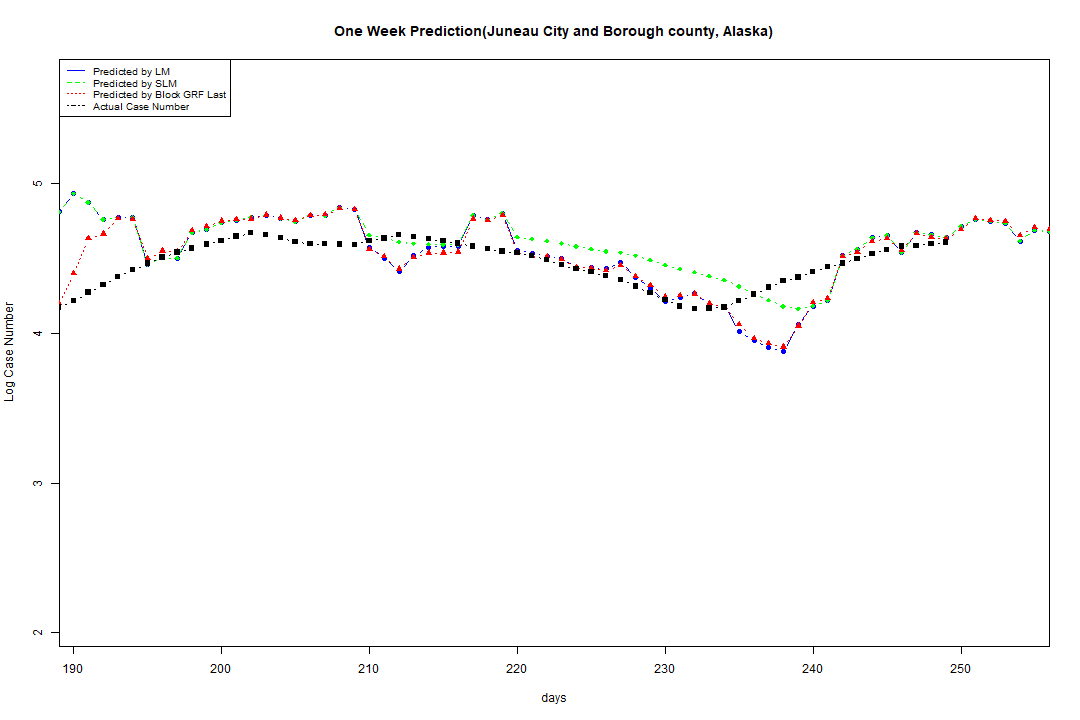 One Week Prediction(Juneau City and Borough county, Alaska)
Predicted by LM
Predicted by SLM
Predicted by Block GRF Last
Actual Case Number
5
4
3
2
Log Case Number
190 200 210 220 230 240 250
days